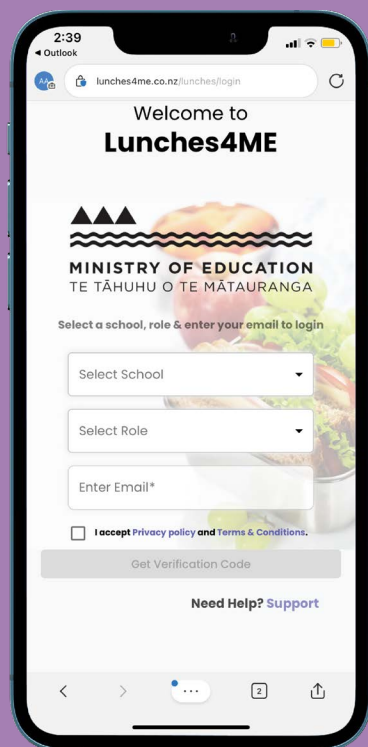 2:39
◀ Outlook
AA
lunches4me.co.nz/lunches/login
Welcome to
Lunches4ME
MINISTRY OF EDUCATION
TE TĀHUHU O TE MĀTAURANGA
Select a school, role & enter your email to login
Select School
Select Role
Enter Email*
I accept Privacy policy and Terms & Conditions.
Get Verification Code
Need Help? Support
2